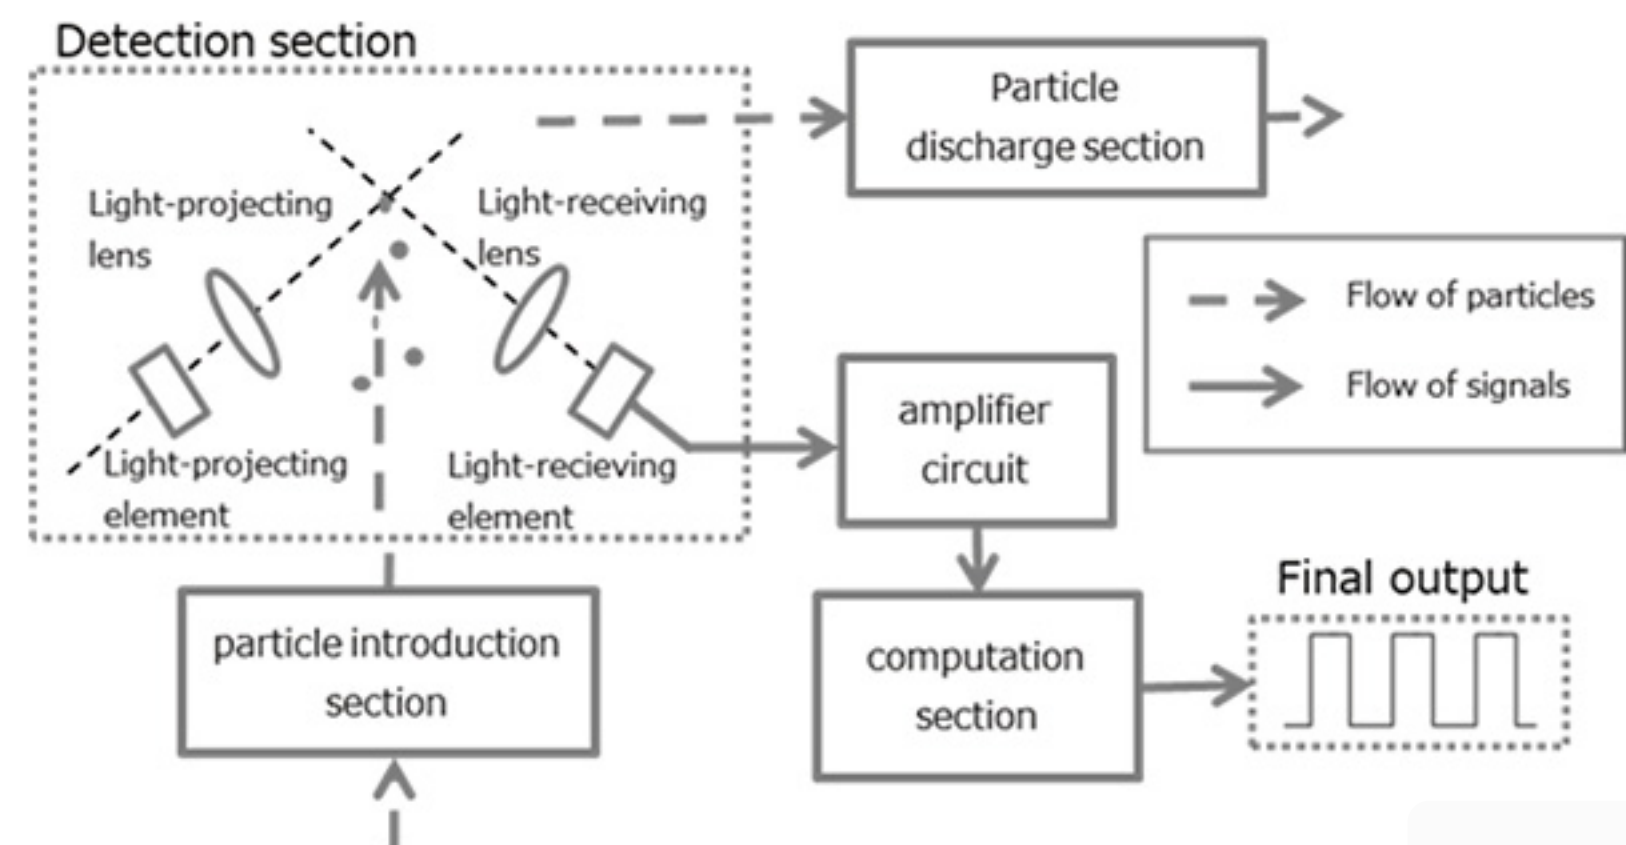 Detection section
Particle
discharge section
Light-projecting
lens
Light-receiving
lens
Flow of particles
Flow of signals
amplifier
circuit
Light-projecting
element
Light-recieving
element
Final output
particle introduction
section
computation
section